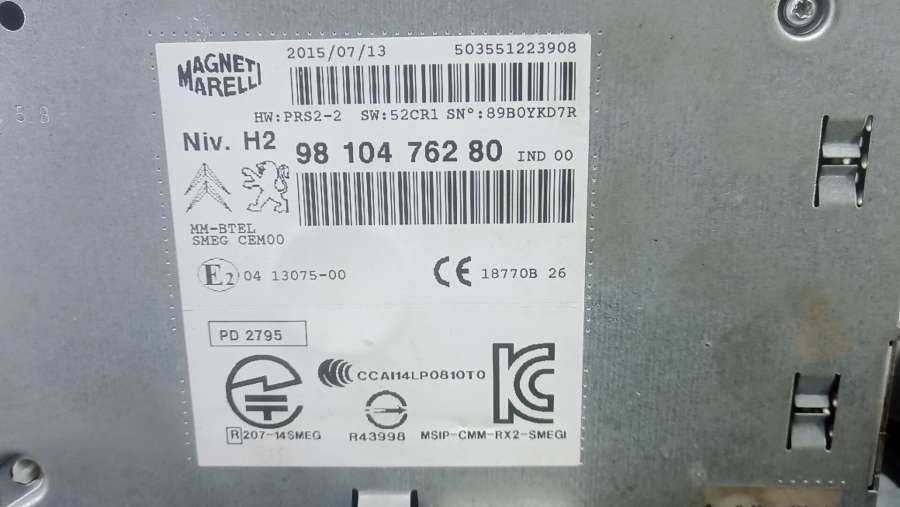 58
2015/07/13 503551223908
MAGNETI
MARELLI
HW:PRS2-2 SW:52CR1 SN°:89B0YKD7R
Niv. H2 98 104 762 80 IND 00
MM-BTEL
SMEG CEM00
E2 04 13075-00 CE 18770B 26
PD 2795
CCAI14LP0810T0
R 207-14SMEG R43998 MSIP-CMM-RX2-SMEGI